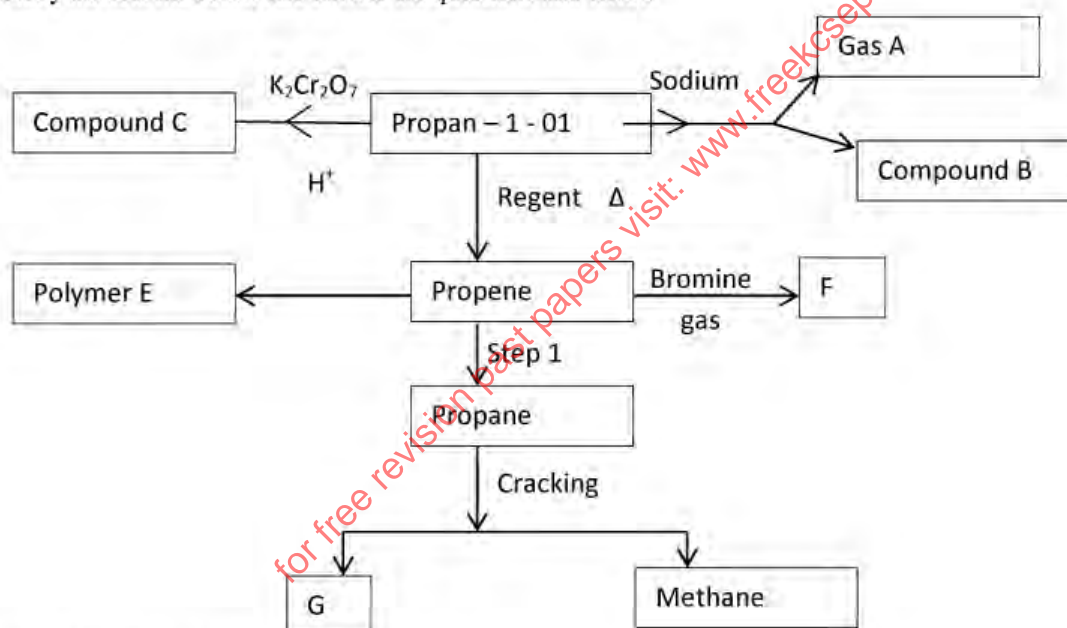 Gas A
K₂Cr₂O₇
Sodium
Compound C
Propan – 1 - 01
H⁺
Compound B
Regent Δ
Polymer E
Propene
Bromine
gas
F
Step 1
Propane
Cracking
G
Methane
for free revision past papers visit: www.freekcsep